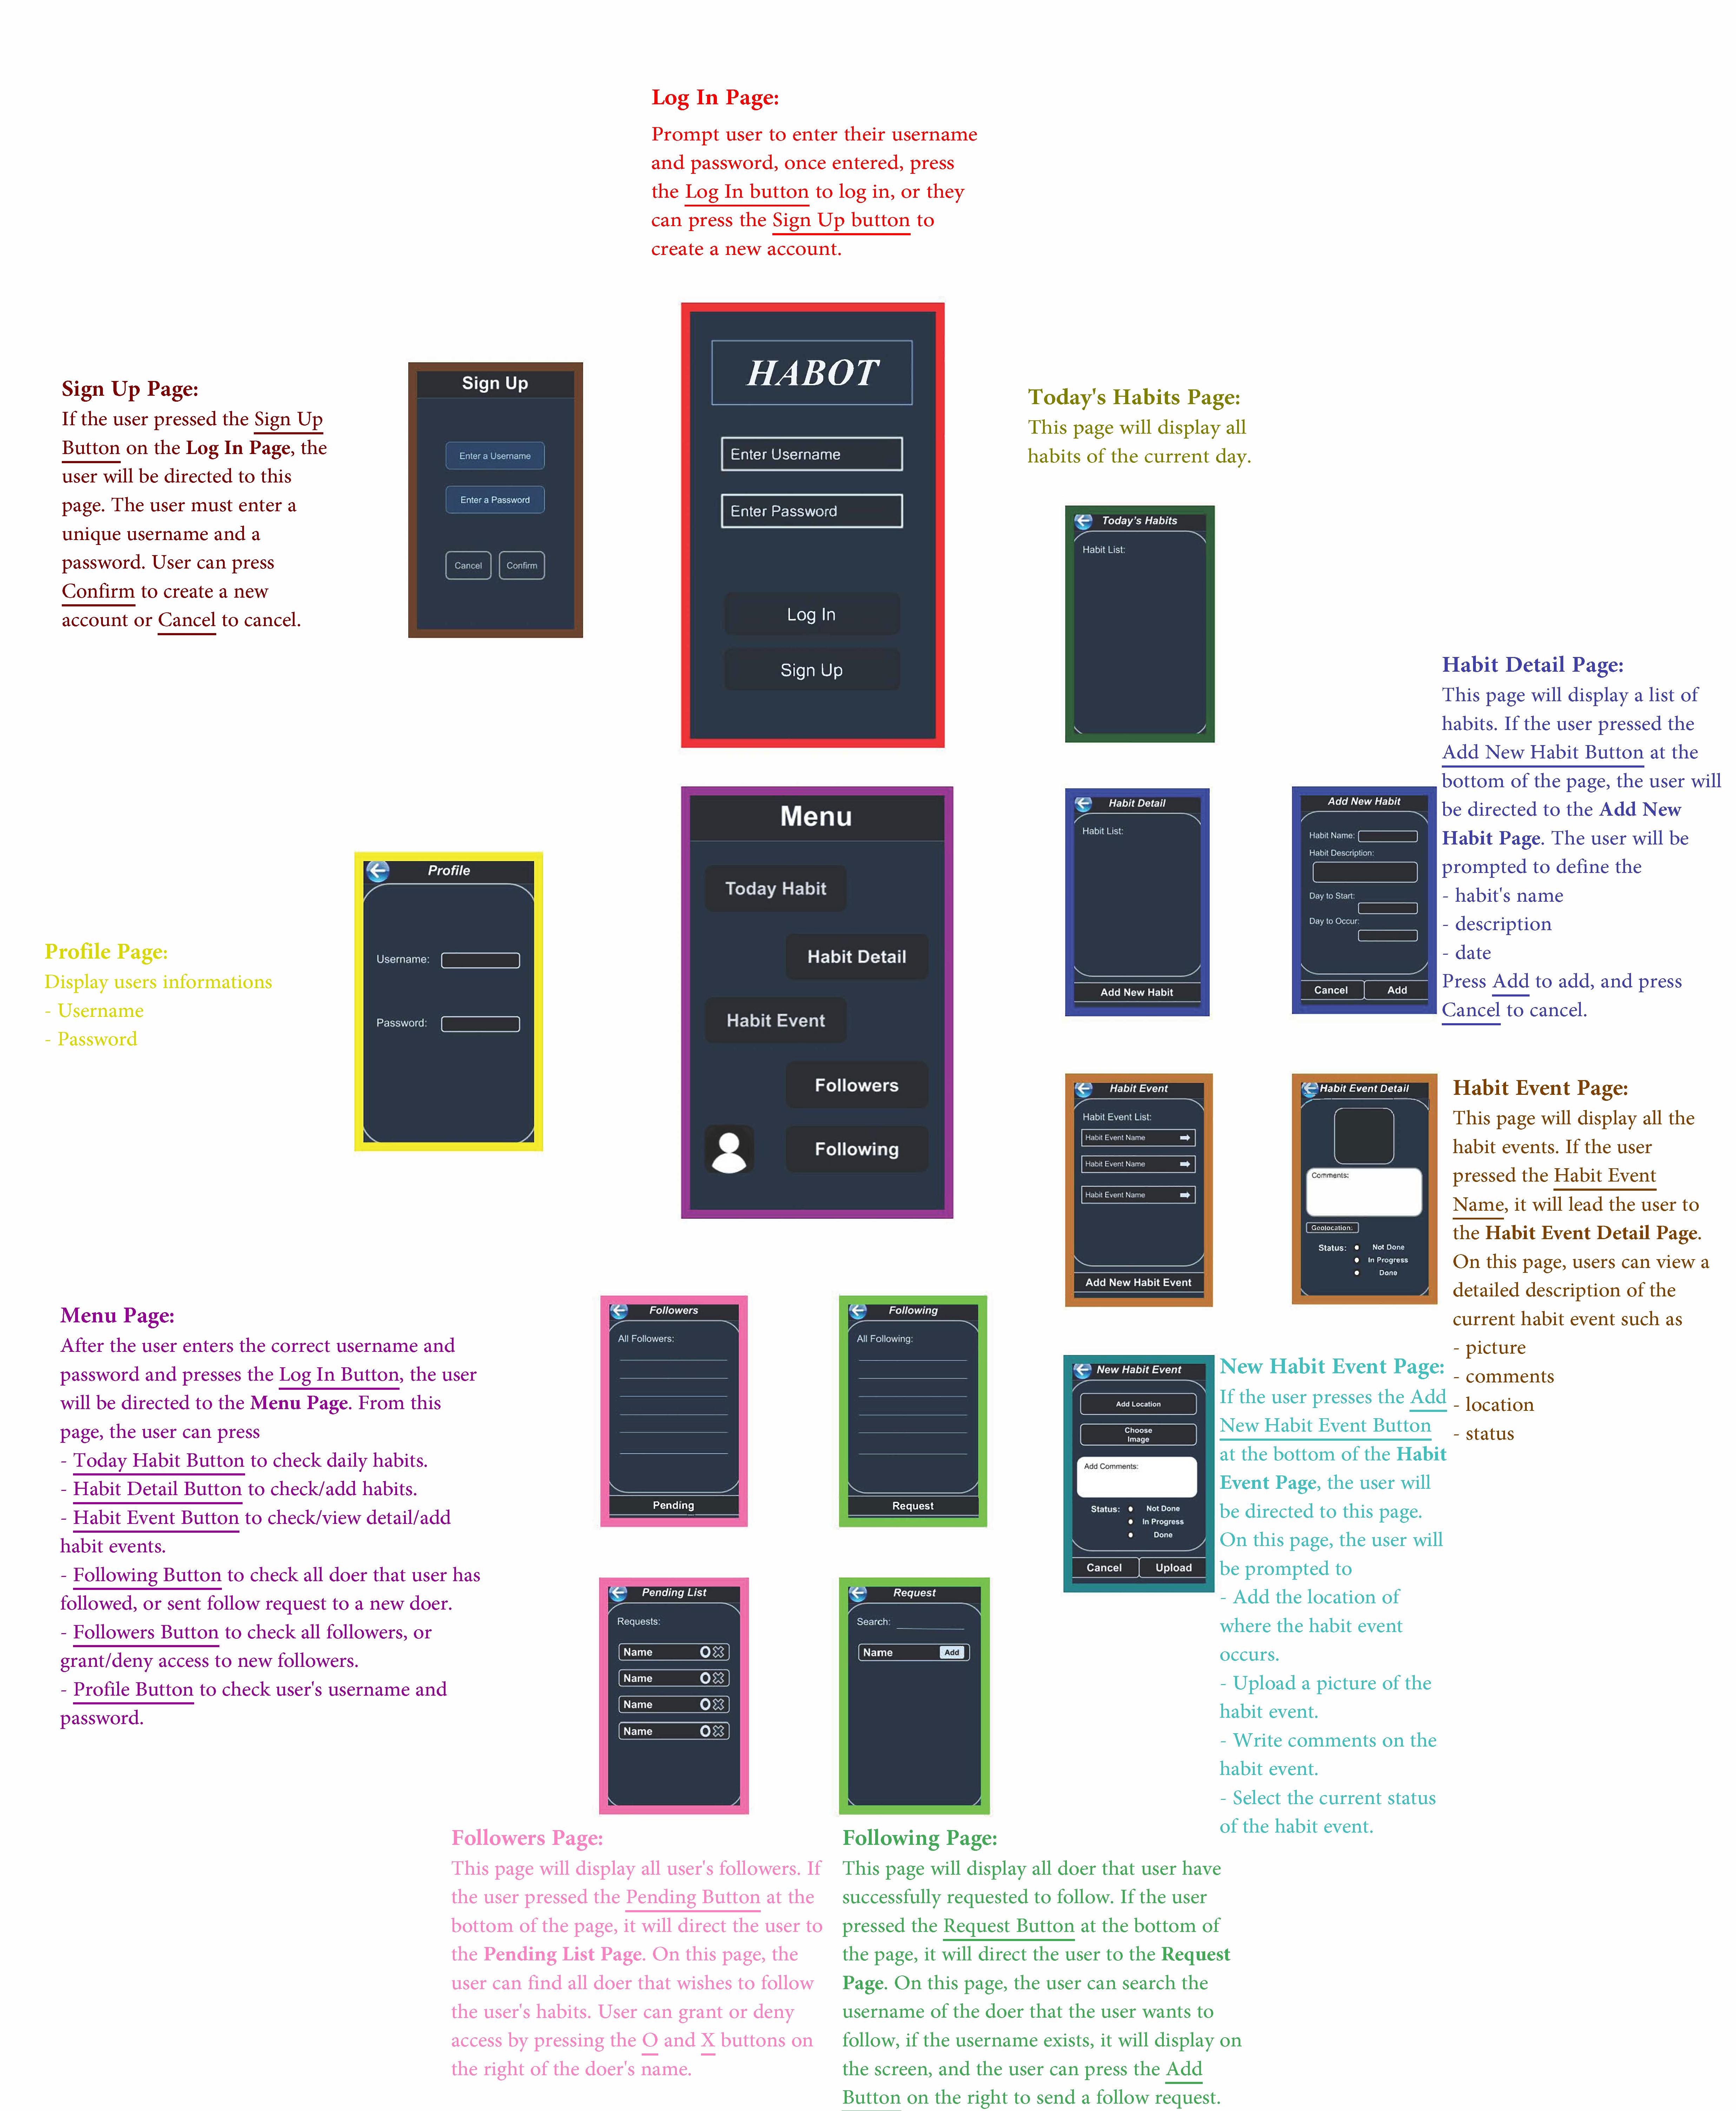 Log In Page:
Prompt user to enter their username
and password, once entered, press
the Log In button to log in, or they
can press the Sign Up button to
create a new account.
Sign Up Page:
If the user pressed the Sign Up
Button on the Log In Page, the
user will be directed to this
page. The user must enter a
unique username and a
password. User can press
Confirm to create a new
account or Cancel to cancel.
Sign Up
Enter a Username
Enter a Password
Cancel
Confirm
HABOT
Enter Username
Enter Password
Log In
Sign Up
Today's Habits Page:
This page will display all
habits of the current day.
Today's Habits
Habit List:
Profile Page:
Display users informations
- Username
- Password
Profile
Username:
Password:
Menu
Today Habit
Habit Detail
Habit Event
Followers
Following
Habit Detail
Habit List:
Add New Habit
Add New Habit
Habit Name:
Habit Description:
Day to Start:
Day to Occur:
Cancel
Add
Habit Detail Page:
This page will display a list of
habits. If the user pressed the
Add New Habit Button at the
bottom of the page, the user will
be directed to the Add New
Habit Page. The user will be
prompted to define the
- habit's name
- description
- date
Press Add to add, and press
Cancel to cancel.
Habit Event
Habit Event List:
Habit Event Name
Habit Event Name
Habit Event Name
Add New Habit Event
Habit Event Detail
Comments:
Geolocation:
Status:
Not Done
In Progress
Done
Habit Event Page:
This page will display all the
habit events. If the user
pressed the Habit Event
Name, it will lead the user to
the Habit Event Detail Page.
On this page, users can view a
detailed description of the
current habit event such as
- picture
- comments
- location
- status
Menu Page:
After the user enters the correct username and
password and presses the Log In Button, the user
will be directed to the Menu Page. From this
page, the user can press
- Today Habit Button to check daily habits.
- Habit Detail Button to check/add habits.
- Habit Event Button to check/view detail/add
habit events.
- Following Button to check all doer that user has
followed, or sent follow request to a new doer.
- Followers Button to check all followers, or
grant/deny access to new followers.
- Profile Button to check user's username and
password.
Followers
All Followers:
Pending
Following
All Following:
Request
New Habit Event
Add Location
Choose
Image
Add Comments:
Status:
Not Done
In Progress
Done
Cancel
Upload
New Habit Event Page:
If the user presses the Add
New Habit Event Button
at the bottom of the Habit
Event Page, the user will
be directed to this page.
On this page, the user will
be prompted to
- Add the location of
where the habit event
occurs.
- Upload a picture of the
habit event.
- Write comments on the
habit event.
- Select the current status
of the habit event.
Pending List
Requests:
Name
Name
Name
Name
Request
Search:
Name
Add
Followers Page:
This page will display all user's followers. If
the user pressed the Pending Button at the
bottom of the page, it will direct the user to
the Pending List Page. On this page, the
user can find all doer that wishes to follow
the user's habits. User can grant or deny
access by pressing the O and X buttons on
the right of the doer's name.
Following Page:
This page will display all doer that user have
successfully requested to follow. If the user
pressed the Request Button at the bottom of
the page, it will direct the user to the Request
Page. On this page, the user can search the
username of the doer that the user wants to
follow, if the username exists, it will display on
the screen, and the user can press the Add
Button on the right to send a follow request.